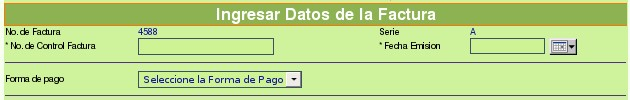 Ingresar Datos de la Factura
No. de Factura 4588 Serie A
* No. de Control Factura * Fecha Emision
Forma de pago Seleccione la Forma de Pago